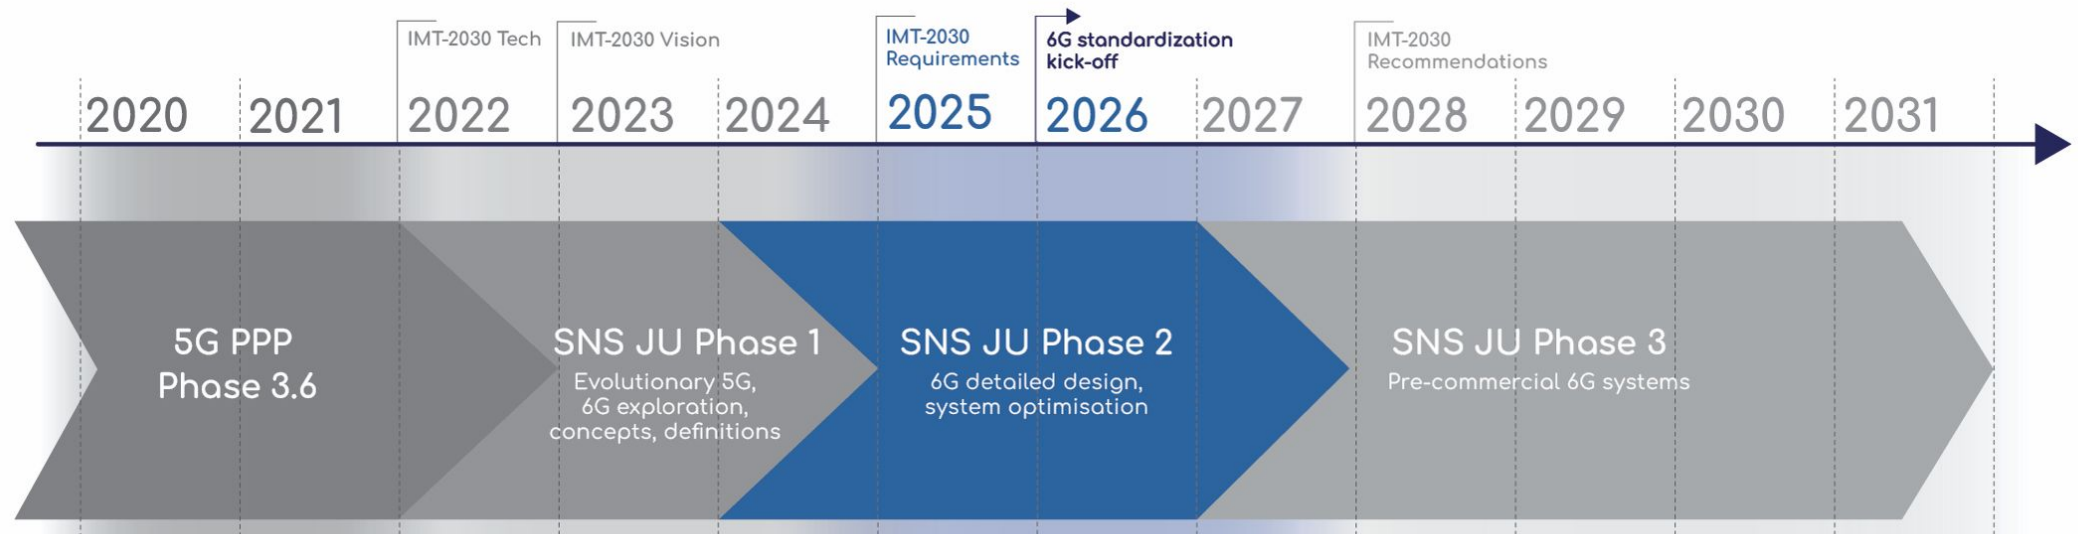 IMT-2030 Tech
IMT-2030 Vision
IMT-2030
Requirements
6G standardization
kick-off
IMT-2030
Recommendations
2020
2021
2022
2023
2024
2025
2026
2027
2028
2029
2030
2031
5G PPP
Phase 3.6
SNS JU Phase 1
Evolutionary 5G,
6G exploration,
concepts, definitions
SNS JU Phase 2
6G detailed design,
system optimisation
SNS JU Phase 3
Pre-commercial 6G systems